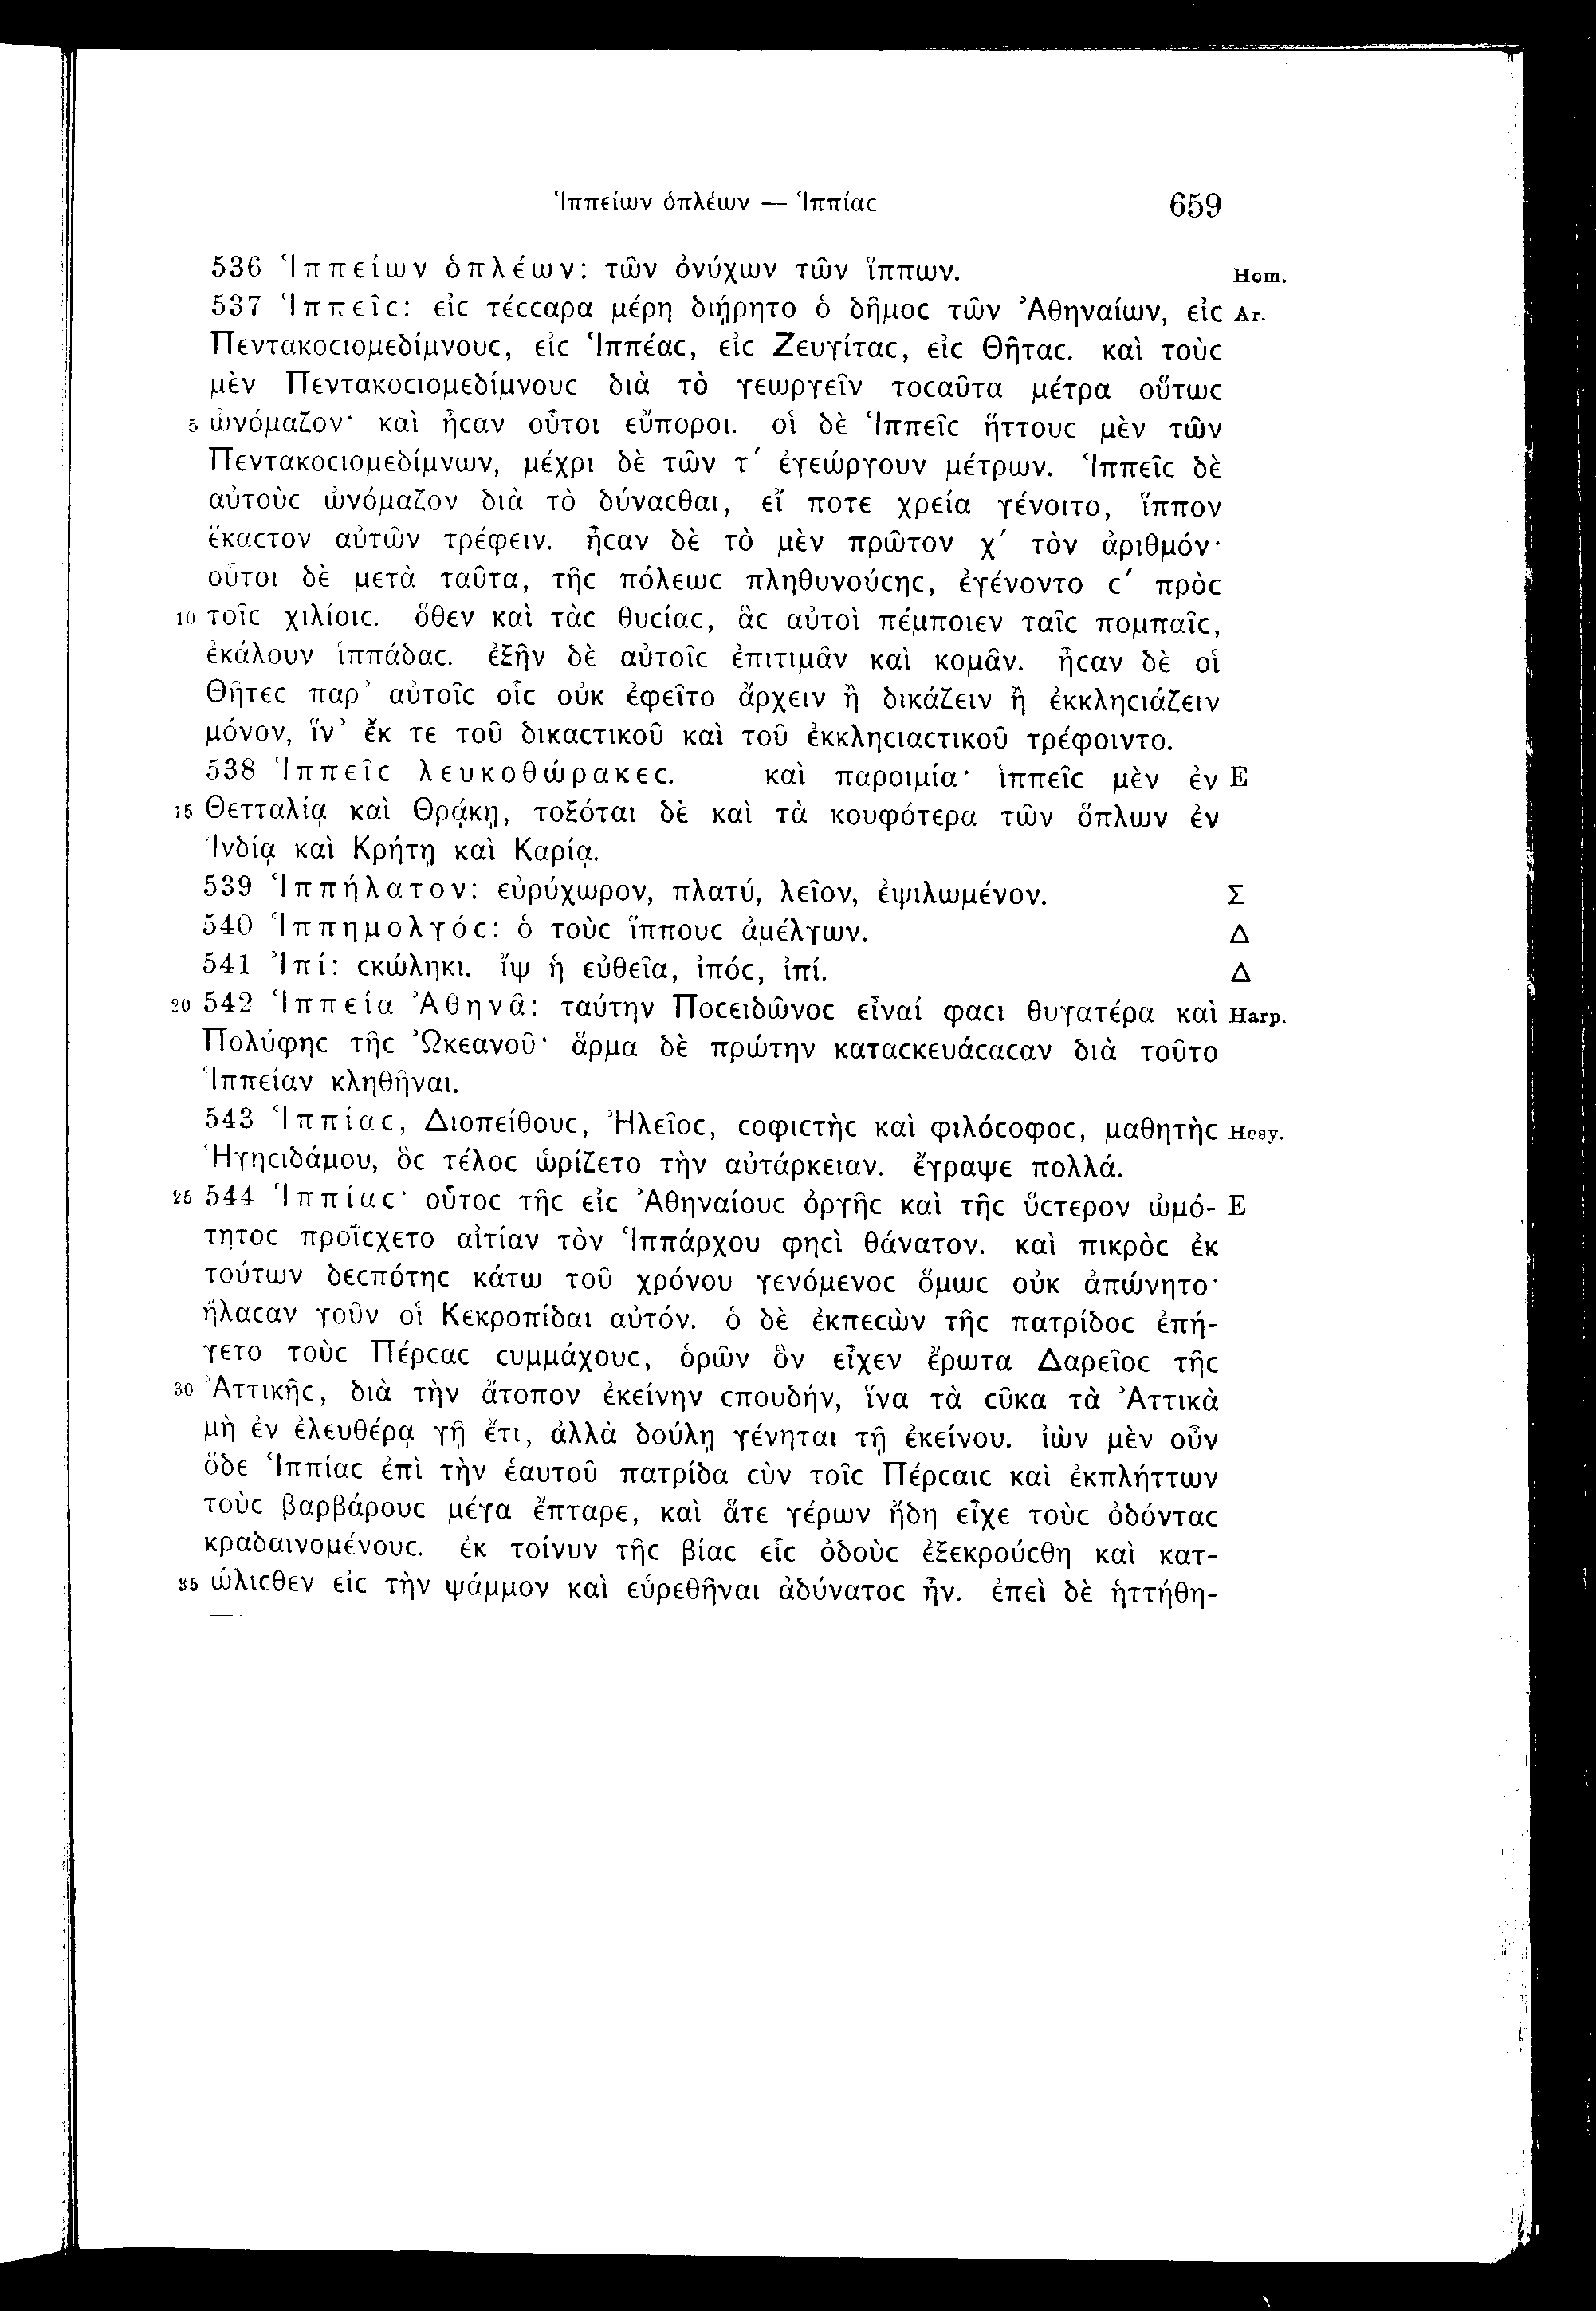 Ἱππείων ὁπλέων — Ἱππίας 659
536 Ἱππείων ὁπλέων: τῶν ὀνύχων τῶν ἵππων. Hom.
537 Ἱππεῖϲ: εἰϲ τέϲϲαρα μέρη διῄρητο ὁ δῆμοϲ τῶν Ἀθηναίων, εἰϲ Ar.
Πεντακοϲιομεδίμνουϲ, εἰϲ Ἱππέαϲ, εἰϲ Ζευγίταϲ, εἰϲ Θῆταϲ. καὶ τοὺϲ
μὲν Πεντακοϲιομεδίμνουϲ διὰ τὸ γεωργεῖν τοϲαῦτα μέτρα οὕτωϲ
5 ὠνόμαζον· καὶ ἦϲαν οὗτοι εὔποροι. οἱ δὲ Ἱππεῖϲ ἥττουϲ μὲν τῶν
Πεντακοϲιομεδίμνων, μέχρι δὲ τῶν τ′ ἐγεώργουν μέτρων. Ἱππεῖϲ δὲ
αὐτοὺϲ ὠνόμαζον διὰ τὸ δύναϲθαι, εἴ ποτε χρεία γένοιτο, ἵππον
ἕκαϲτον αὐτῶν τρέφειν. ἦϲαν δὲ τὸ μὲν πρῶτον χ′ τὸν ἀριθμόν·
οὗτοι δὲ μετὰ ταῦτα, τῆϲ πόλεωϲ πληθυνούϲηϲ, ἐγένοντο ϲ′ πρὸϲ
10 τοῖϲ χιλίοιϲ. ὅθεν καὶ τὰϲ θυϲίαϲ, ἃϲ αὐτοὶ πέμποιεν ταῖϲ πομπαῖϲ,
ἐκάλουν ἱππάδαϲ. ἐξῆν δὲ αὐτοῖϲ ἐπιτιμᾶν καὶ κομᾶν. ἦϲαν δὲ οἱ
Θῆτεϲ παρ’ αὐτοῖϲ οἷϲ οὐκ ἐφεῖτο ἄρχειν ἢ δικάζειν ἢ ἐκκληϲιάζειν
μόνον, ἵν’ ἔκ τε τοῦ δικαϲτικοῦ καὶ τοῦ ἐκκληϲιαϲτικοῦ τρέφοιντο.
538 Ἱππεῖϲ λευκοθώρακεϲ. καὶ παροιμία· ἱππεῖϲ μὲν ἐν E
15 Θετταλίᾳ καὶ Θρᾴκῃ, τοξόται δὲ καὶ τὰ κουφότερα τῶν ὅπλων ἐν
Ἰνδίᾳ καὶ Κρήτῃ καὶ Καρίᾳ.
539 Ἱππήλατον: εὐρύχωρον, πλατύ, λεῖον, ἐψιλωμένον. Σ
540 Ἱππημολγόϲ: ὁ τοὺϲ ἵππουϲ ἀμέλγων. Δ
541 Ἰπί: ϲκώληκι. ἴψ ἡ εὐθεῖα, ἰπόϲ, ἰπί. Δ
20 542 Ἱππεία Ἀθηνᾶ: ταύτην Ποϲειδῶνοϲ εἶναί φαϲι θυγατέρα καὶ Harp.
Πολύφηϲ τῆϲ Ὠκεανοῦ· ἅρμα δὲ πρώτην καταϲκευάϲαϲαν διὰ τοῦτο
Ἱππείαν κληθῆναι.
543 Ἱππίαϲ, Διοπείθουϲ, Ἠλεῖοϲ, ϲοφιϲτὴϲ καὶ φιλόϲοφοϲ, μαθητὴϲ Hesy.
Ἡγηϲιδάμου, ὃϲ τέλοϲ ὡρίζετο τὴν αὐτάρκειαν. ἔγραψε πολλά.
25 544 Ἱππίαϲ· οὗτοϲ τῆϲ εἰϲ Ἀθηναίουϲ ὀργῆϲ καὶ τῆϲ ὕϲτερον ὠμό- E
τητοϲ προΐϲχετο αἰτίαν τὸν Ἱππάρχου φηϲὶ θάνατον. καὶ πικρὸϲ ἐκ
τούτων δεϲπότηϲ κάτω τοῦ χρόνου γενόμενοϲ ὅμωϲ οὐκ ἀπώνητο·
ἤλαϲαν γοῦν οἱ Κεκροπίδαι αὐτόν. ὁ δὲ ἐκπεϲὼν τῆϲ πατρίδοϲ ἐπή-
γετο τοὺϲ Πέρϲαϲ ϲυμμάχουϲ, ὁρῶν ὃν εἶχεν ἔρωτα Δαρεῖοϲ τῆϲ
30 Ἀττικῆϲ, διὰ τὴν ἄτοπον ἐκείνην ϲπουδήν, ἵνα τὰ ϲῦκα τὰ Ἀττικὰ
μὴ ἐν ἐλευθέρᾳ γῇ ἔτι, ἀλλὰ δούλῃ γένηται τῇ ἐκείνου. ἰὼν μὲν οὖν
ὅδε Ἱππίαϲ ἐπὶ τὴν ἑαυτοῦ πατρίδα ϲὺν τοῖϲ Πέρϲαιϲ καὶ ἐκπλήττων
τοὺϲ βαρβάρουϲ μέγα ἔπταρε, καὶ ἅτε γέρων ἤδη εἶχε τοὺϲ ὀδόνταϲ
κραδαινομένουϲ. ἐκ τοίνυν τῆϲ βίαϲ εἷϲ ὀδοὺϲ ἐξεκρούϲθη καὶ κατ-
35 ώλιϲθεν εἰϲ τὴν ψάμμον καὶ εὑρεθῆναι ἀδύνατοϲ ἦν. ἐπεὶ δὲ ἡττήθη-